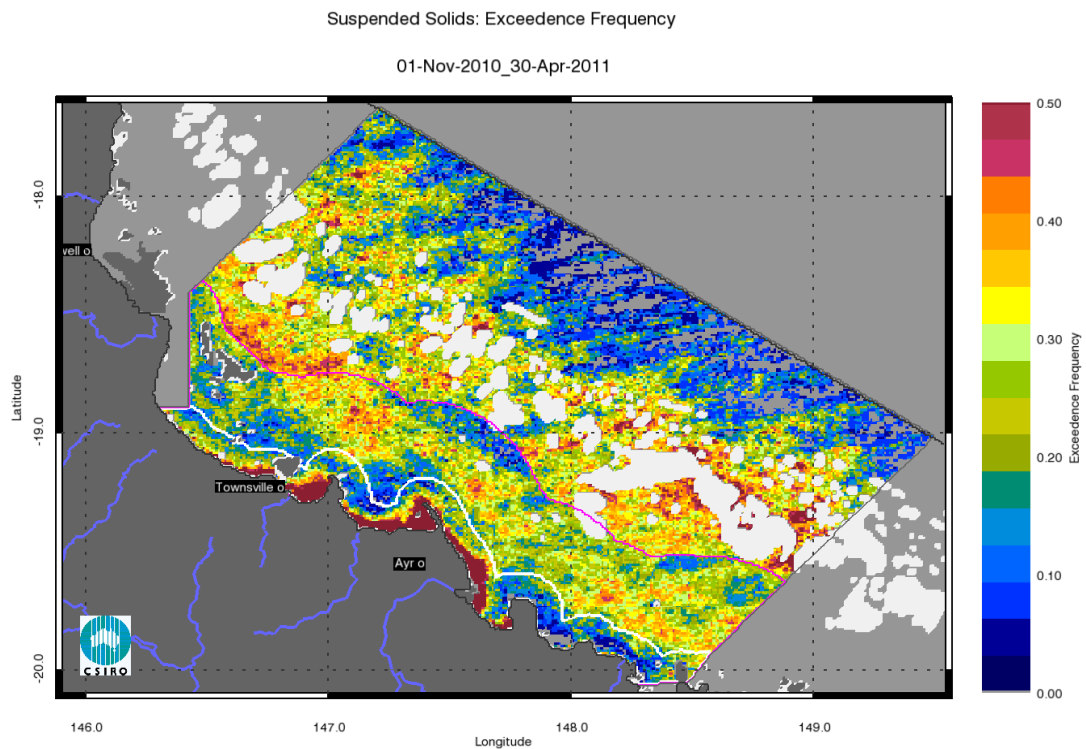 Suspended Solids: Exceedence Frequency
01-Nov-2010_30-Apr-2011
0.50
0.40
0.30
0.20
0.10
0.00
Exceedence Frequency
-18.0
-19.0
-20.0
Latitude
well o
Townsville o
Ayr o
CSIRO
146.0 147.0 148.0 149.0
Longitude